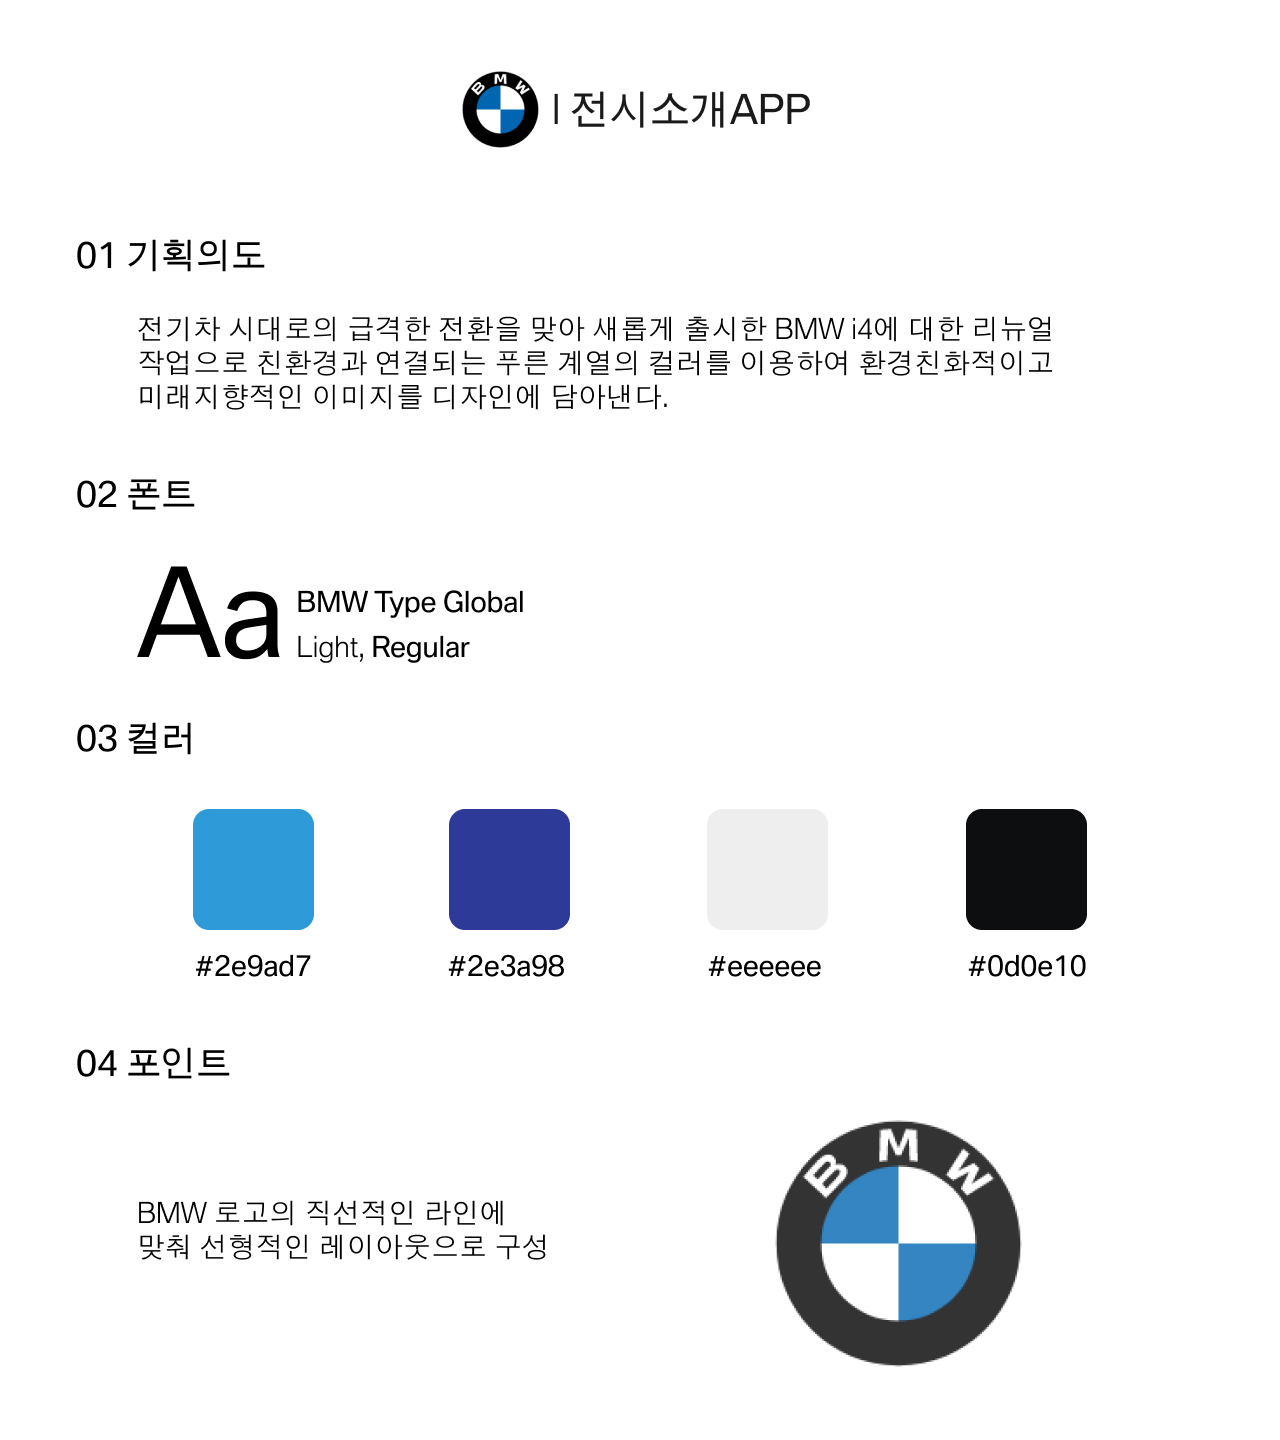 BMW | 전시소개APP
01 기획의도
전기차 시대로의 급격한 전환을 맞아 새롭게 출시한 BMW i4에 대한 리뉴얼
작업으로 친환경과 연결되는 푸른 계열의 컬러를 이용하여 환경친화적이고
미래지향적인 이미지를 디자인에 담아낸다.
02 폰트
Aa
BMW Type Global
Light, Regular
03 컬러
#2e9ad7 #2e3a98 #eeeeee #0d0e10
04 포인트
BMW
BMW 로고의 직선적인 라인에
맞춰 선형적인 레이아웃으로 구성